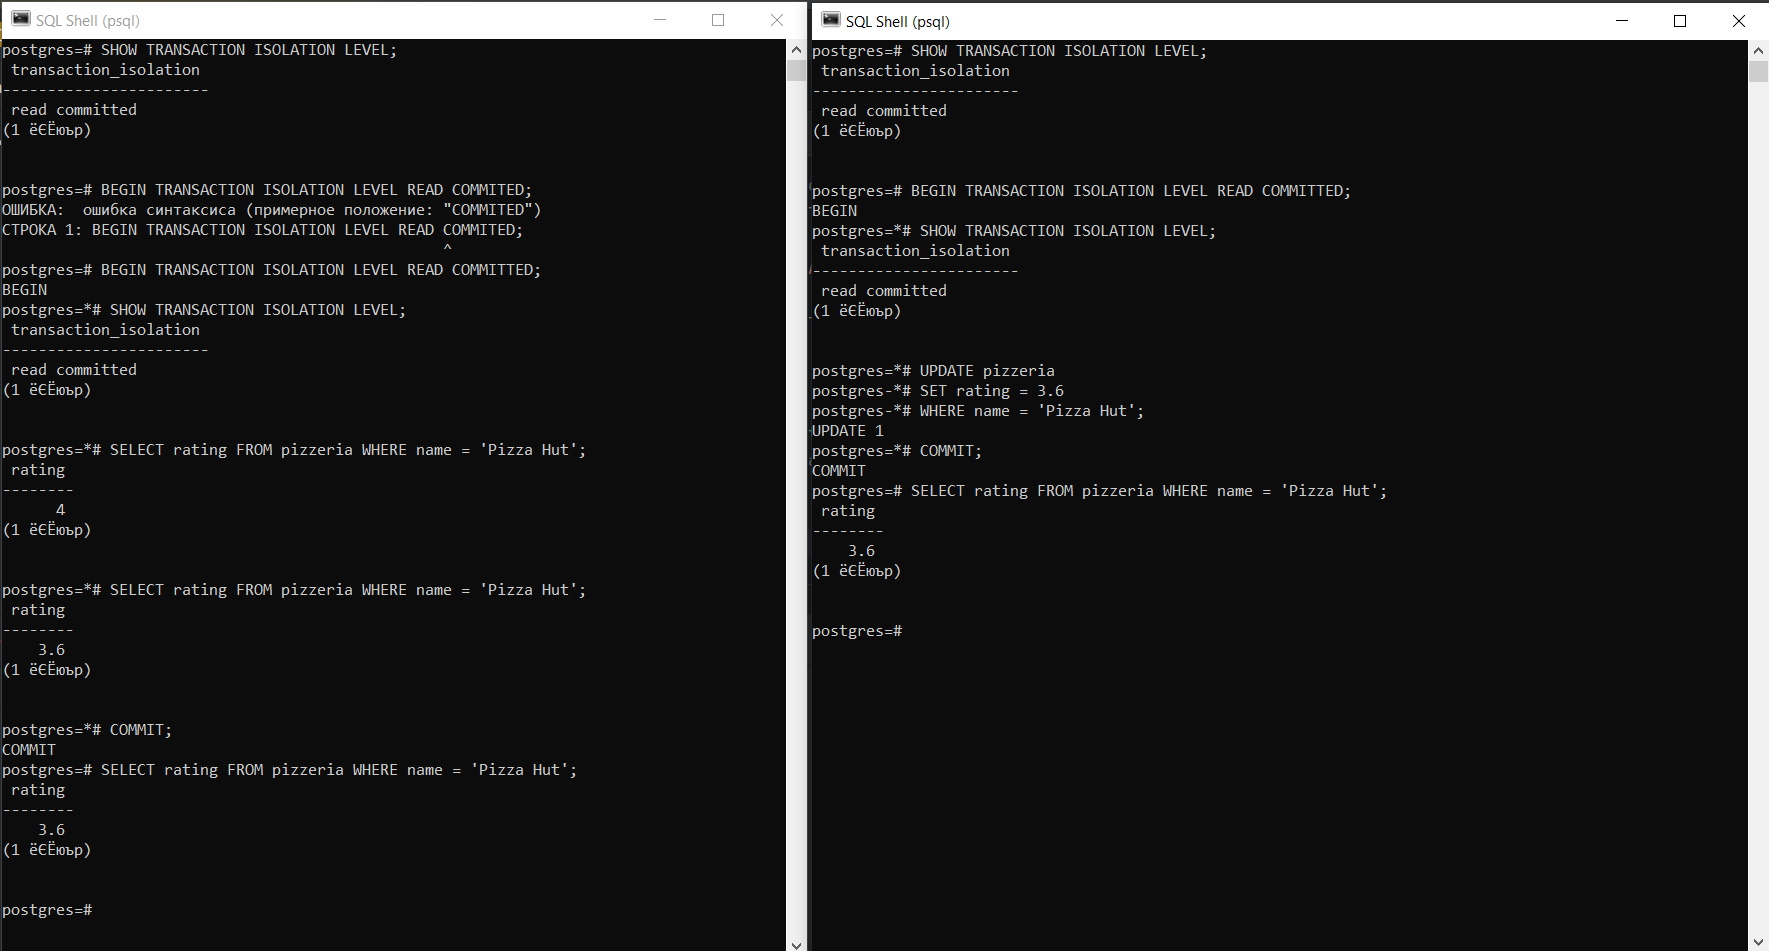 SQL Shell (psql)
postgres=# SHOW TRANSACTION ISOLATION LEVEL;
 transaction_isolation
-----------------------
 read committed
(1 ёЄЁюър)
postgres=# BEGIN TRANSACTION ISOLATION LEVEL READ COMMITED;
ОШИБКА:  ошибка синтаксиса (примерное положение: "COMMITED")
СТРОКА 1: BEGIN TRANSACTION ISOLATION LEVEL READ COMMITED;
                                                 ^
postgres=# BEGIN TRANSACTION ISOLATION LEVEL READ COMMITTED;
BEGIN
postgres=*# SHOW TRANSACTION ISOLATION LEVEL;
 transaction_isolation
-----------------------
 read committed
(1 ёЄЁюър)
postgres=*# SELECT rating FROM pizzeria WHERE name = 'Pizza Hut';
 rating
--------
      4
(1 ёЄЁюър)
postgres=*# SELECT rating FROM pizzeria WHERE name = 'Pizza Hut';
 rating
--------
    3.6
(1 ёЄЁюър)
postgres=*# COMMIT;
COMMIT
postgres=# SELECT rating FROM pizzeria WHERE name = 'Pizza Hut';
 rating
--------
    3.6
(1 ёЄЁюър)
postgres=#
SQL Shell (psql)
postgres=# SHOW TRANSACTION ISOLATION LEVEL;
 transaction_isolation
-----------------------
 read committed
(1 ёЄЁюър)
postgres=# BEGIN TRANSACTION ISOLATION LEVEL READ COMMITTED;
BEGIN
postgres=*# SHOW TRANSACTION ISOLATION LEVEL;
 transaction_isolation
-----------------------
 read committed
(1 ёЄЁюър)
postgres=*# UPDATE pizzeria
postgres-*# SET rating = 3.6
postgres-*# WHERE name = 'Pizza Hut';
UPDATE 1
postgres=*# COMMIT;
COMMIT
postgres=# SELECT rating FROM pizzeria WHERE name = 'Pizza Hut';
 rating
--------
    3.6
(1 ёЄЁюър)
postgres=#